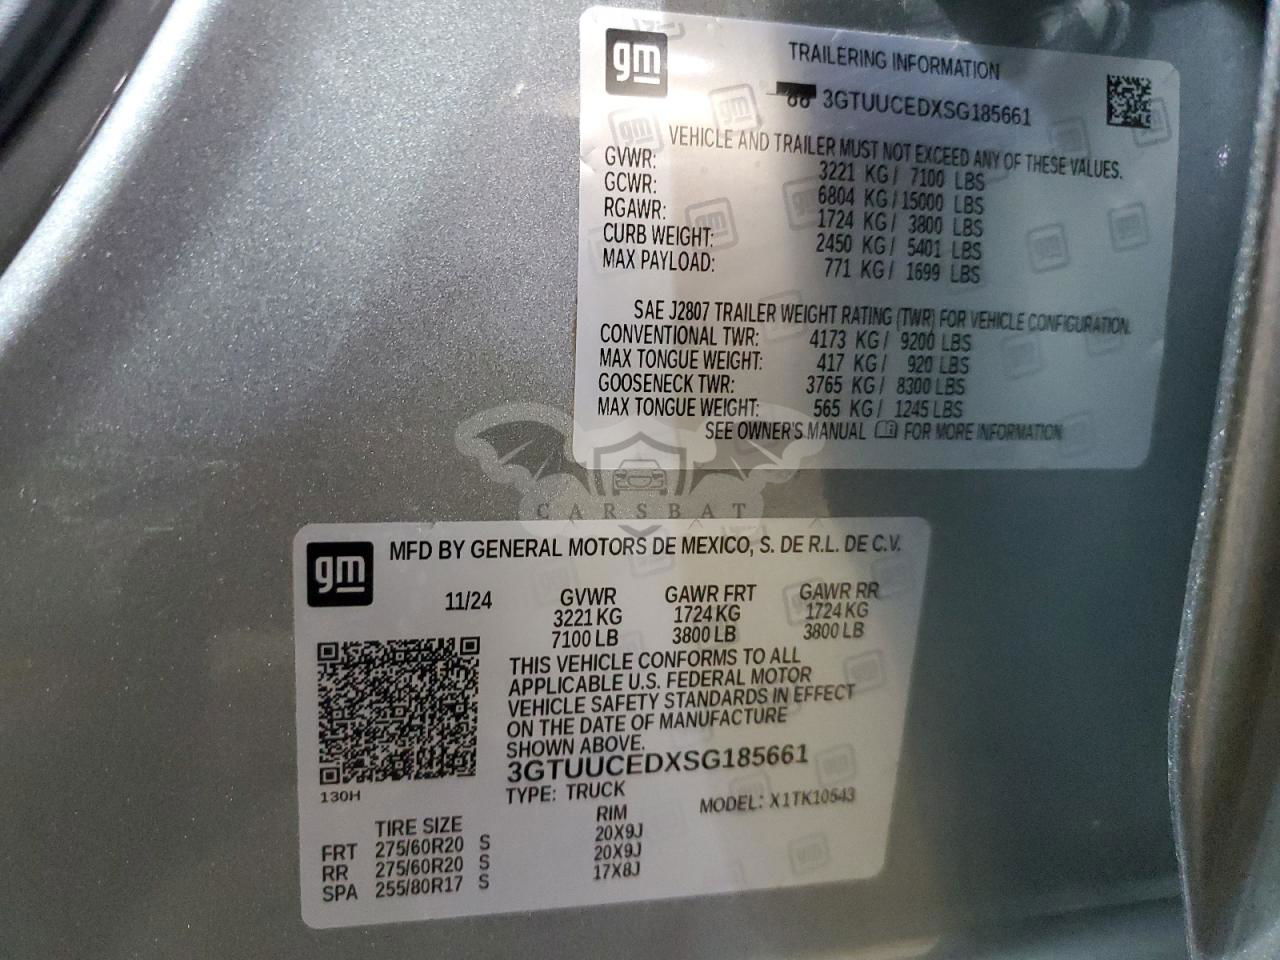 gm
TRAILERING INFORMATION
3GTUUCEDXSG185661
VEHICLE AND TRAILER MUST NOT EXCEED ANY OF THESE VALUES.
GVWR: 3221 KG/ 7100 LBS
GCWR: 6804 KG/15000 LBS
RGAWR: 1724 KG/ 3800 LBS
CURB WEIGHT: 2450 KG/ 5401 LBS
MAX PAYLOAD: 771 KG/ 1699 LBS
SAE J2807 TRAILER WEIGHT RATING (TWR) FOR VEHICLE CONFIGURATION.
CONVENTIONAL TWR: 4173 KG/ 9200 LBS
MAX TONGUE WEIGHT: 417 KG/ 920 LBS
GOOSENECK TWR: 3765 KG/ 8300 LBS
MAX TONGUE WEIGHT: 565 KG/ 1245 LBS
SEE OWNER'S MANUAL FOR MORE INFORMATION
CARSBAT
gm
MFD BY GENERAL MOTORS DE MEXICO, S. DE R.L. DE C.V.
11/24 GVWR GAWR FRT GAWR RR
3221 KG 1724 KG 1724 KG
7100 LB 3800 LB 3800 LB
THIS VEHICLE CONFORMS TO ALL
APPLICABLE U.S. FEDERAL MOTOR
VEHICLE SAFETY STANDARDS IN EFFECT
ON THE DATE OF MANUFACTURE
SHOWN ABOVE.
3GTUUCEDXSG185661
TYPE: TRUCK MODEL: X1TK10543
130H
TIRE SIZE RIM
FRT 275/60R20 S 20X9J
RR 275/60R20 S 20X9J
SPA 255/80R17 S 17X8J